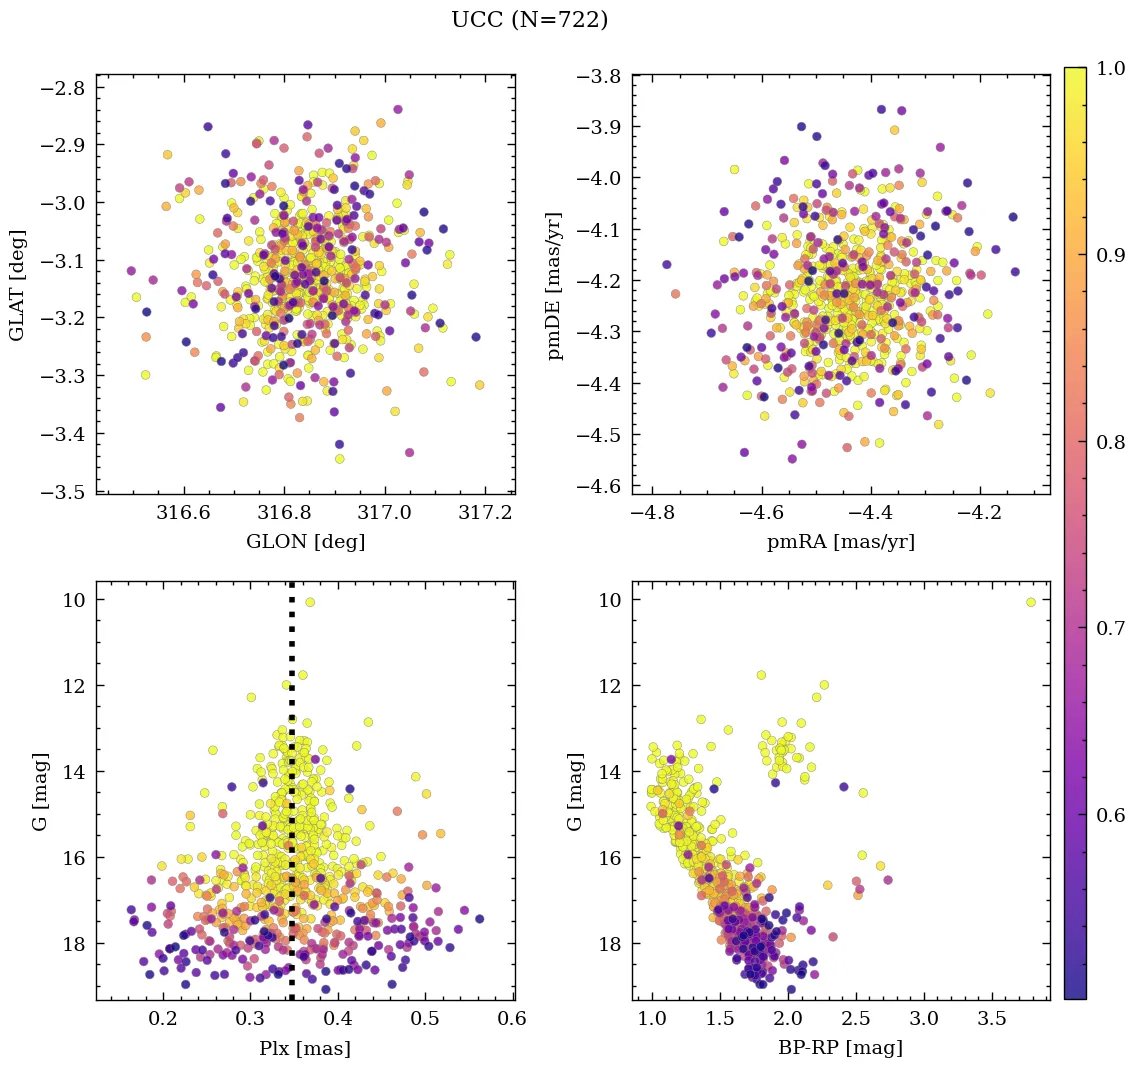 UCC (N=722)
−2.8
−2.9
−3.0
−3.1
−3.2
−3.3
−3.4
−3.5
GLAT [deg]
316.6 316.8 317.0 317.2
GLON [deg]
−3.8
−3.9
−4.0
−4.1
−4.2
−4.3
−4.4
−4.5
−4.6
pmDE [mas/yr]
−4.8 −4.6 −4.4 −4.2
pmRA [mas/yr]
10
12
14
16
18
G [mag]
0.2 0.3 0.4 0.5 0.6
Plx [mas]
10
12
14
16
18
G [mag]
1.0 1.5 2.0 2.5 3.0 3.5
BP-RP [mag]
1.0
0.9
0.8
0.7
0.6